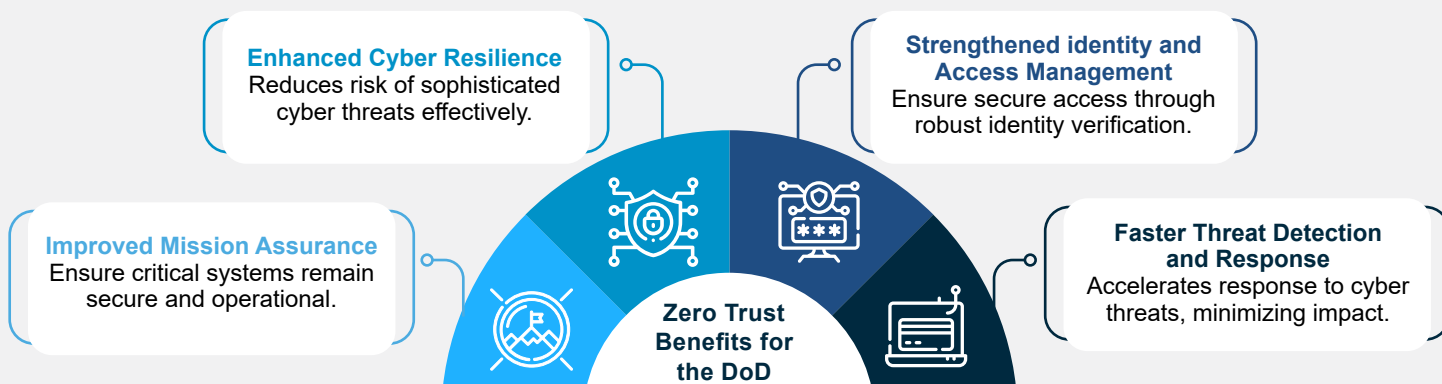 Enhanced Cyber Resilience
Reduces risk of sophisticated
cyber threats effectively.
Strengthened identity and
Access Management
Ensure secure access through
robust identity verification.
Improved Mission Assurance
Ensure critical systems remain
secure and operational.
Faster Threat Detection
and Response
Accelerates response to cyber
threats, minimizing impact.
***
Zero Trust
Benefits for
the DoD